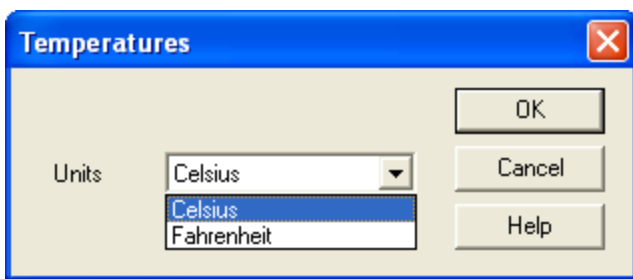 Temperatures
OK
Units
Celsius
Cancel
Celsius
Fahrenheit
Help